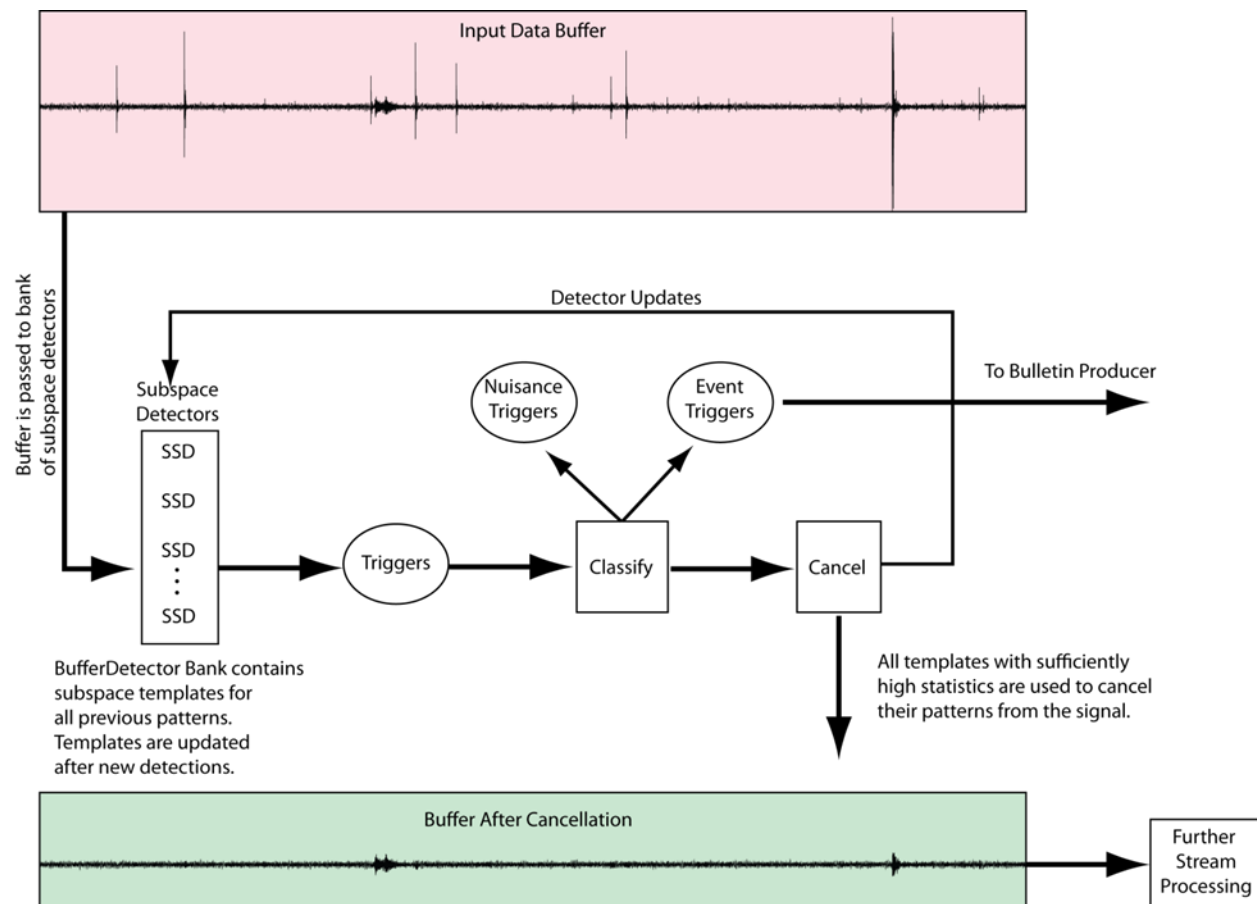 Input Data Buffer
Buffer is passed to bank
of subspace detectors
Detector Updates
Subspace
Detectors
SSD
SSD
SSD
SSD
Nuisance
Triggers
Event
Triggers
To Bulletin Producer
Triggers
Classify
Cancel
BufferDetector Bank contains
subspace templates for
all previous patterns.
Templates are updated
after new detections.
All templates with sufficiently
high statistics are used to cancel
their patterns from the signal.
Buffer After Cancellation
Further
Stream
Processing